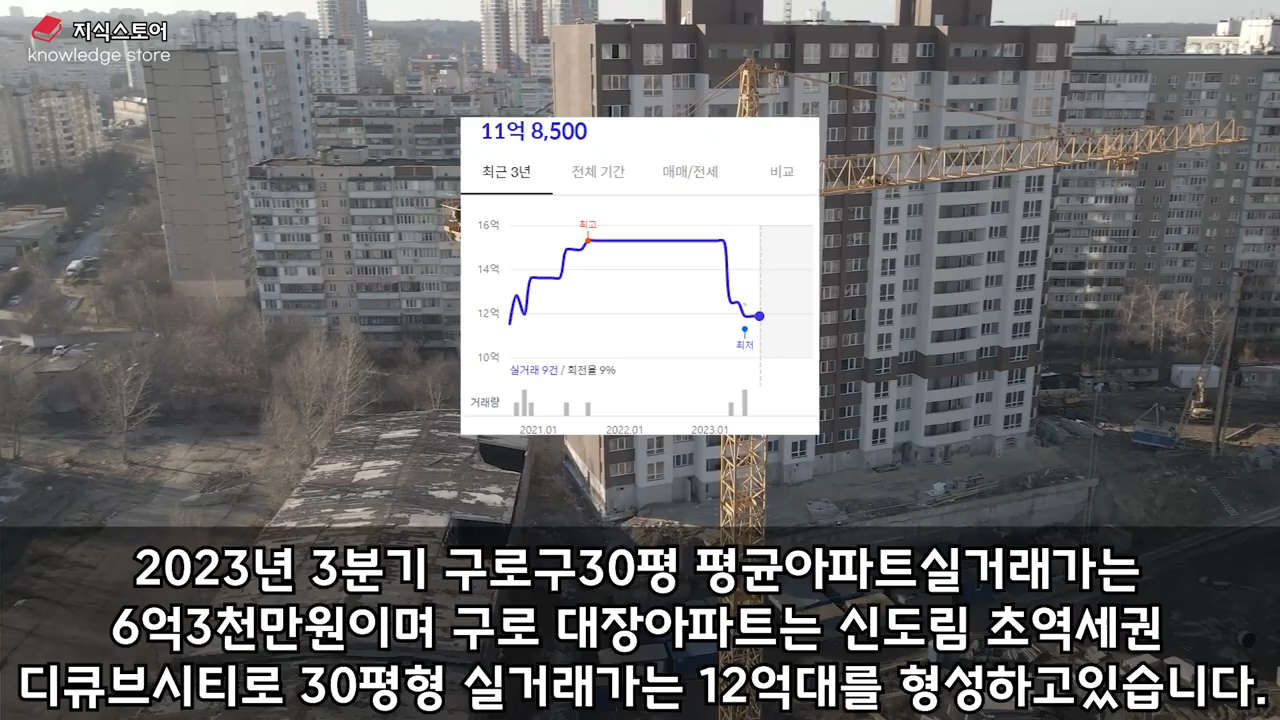 지식스토어
knowledge store
11억 8,500
최근 3년 전체 기간 매매/전세 비교
16억
최고
14억
12억
최저
10억
실거래 9건 / 회전율 9%
거래량
2021.01 2022.01 2023.01
2023년 3분기 구로구30평 평균아파트실거래가는
6억3천만원이며 구로 대장아파트는 신도림 초역세권
디큐브시티로 30평형 실거래가는 12억대를 형성하고있습니다.